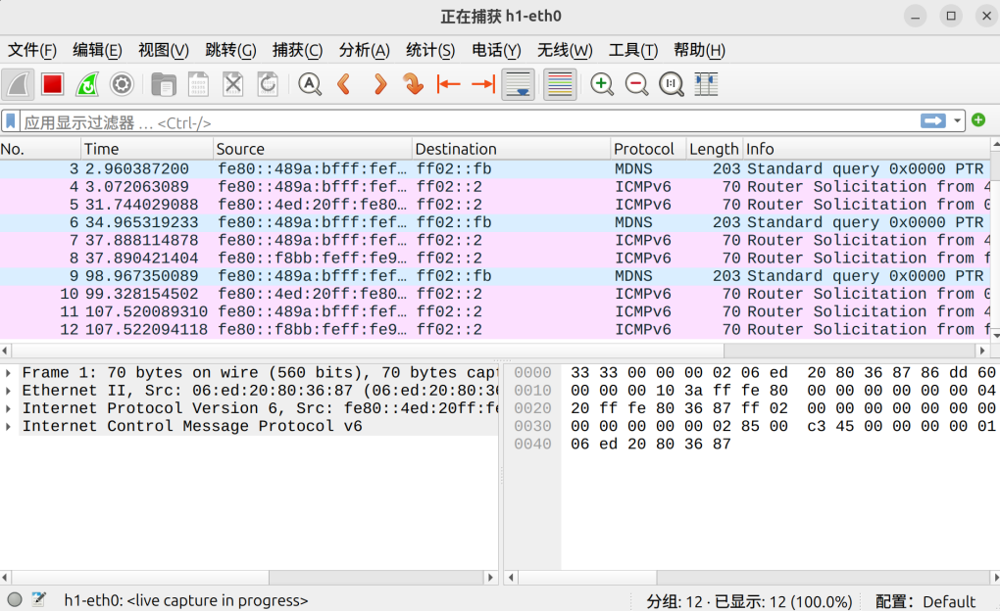 正在捕获 h1-eth0
文件(F) 编辑(E) 视图(V) 跳转(G) 捕获(C) 分析(A) 统计(S) 电话(Y) 无线(W) 工具(T) 帮助(H)
应用显示过滤器 … <Ctrl-/>
No. Time Source Destination Protocol Length Info
3 2.960387200 fe80::489a:bfff:fef… ff02::fb MDNS 203 Standard query 0x0000 PTR
4 3.072063089 fe80::489a:bfff:fef… ff02::2 ICMPv6 70 Router Solicitation from 4
5 31.744029088 fe80::4ed:20ff:fe80… ff02::2 ICMPv6 70 Router Solicitation from 0
6 34.965319233 fe80::489a:bfff:fef… ff02::fb MDNS 203 Standard query 0x0000 PTR
7 37.888114878 fe80::489a:bfff:fef… ff02::2 ICMPv6 70 Router Solicitation from 4
8 37.890421404 fe80::f8bb:feff:fe9… ff02::2 ICMPv6 70 Router Solicitation from f
9 98.967350089 fe80::489a:bfff:fef… ff02::fb MDNS 203 Standard query 0x0000 PTR
10 99.328154502 fe80::4ed:20ff:fe80… ff02::2 ICMPv6 70 Router Solicitation from 0
11 107.520089310 fe80::489a:bfff:fef… ff02::2 ICMPv6 70 Router Solicitation from 4
12 107.522094118 fe80::f8bb:feff:fe9… ff02::2 ICMPv6 70 Router Solicitation from f
Frame 1: 70 bytes on wire (560 bits), 70 bytes capt
Ethernet II, Src: 06:ed:20:80:36:87 (06:ed:20:80:36
Internet Protocol Version 6, Src: fe80::4ed:20ff:fe
Internet Control Message Protocol v6
0000 33 33 00 00 00 02 06 ed 20 80 36 87 86 dd 60
0010 00 00 00 10 3a ff fe 80 00 00 00 00 00 00 04
0020 20 ff fe 80 36 87 ff 02 00 00 00 00 00 00 00
0030 00 00 00 00 00 02 85 00 c3 45 00 00 00 00 01
0040 06 ed 20 80 36 87
h1-eth0: <live capture in progress> 分组: 12 · 已显示: 12 (100.0%) 配置： Default